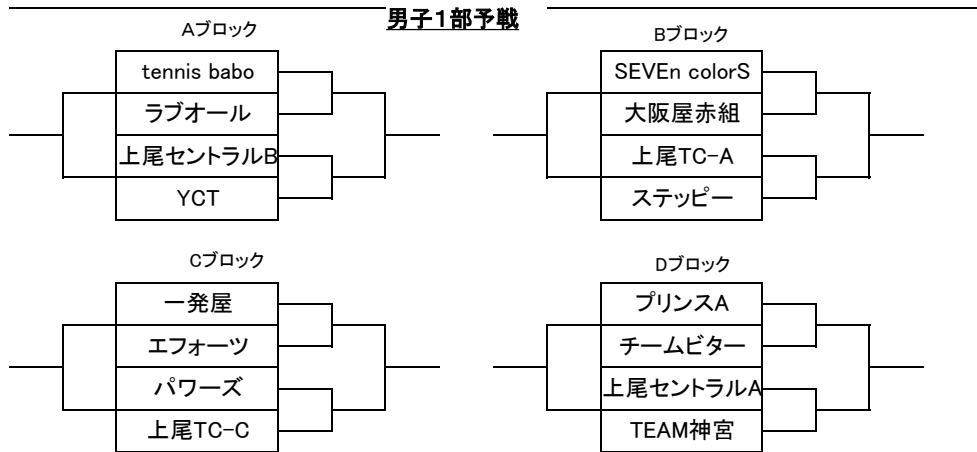 男子1部予戦
Aブロック
tennis babo
ラブオール
上尾セントラルB
YCT
Bブロック
SEVEn colorS
大阪屋赤組
上尾TC-A
ステッピー
Cブロック
一発屋
エフォーツ
パワーズ
上尾TC-C
Dブロック
プリンスA
チームビター
上尾セントラルA
TEAM神宮